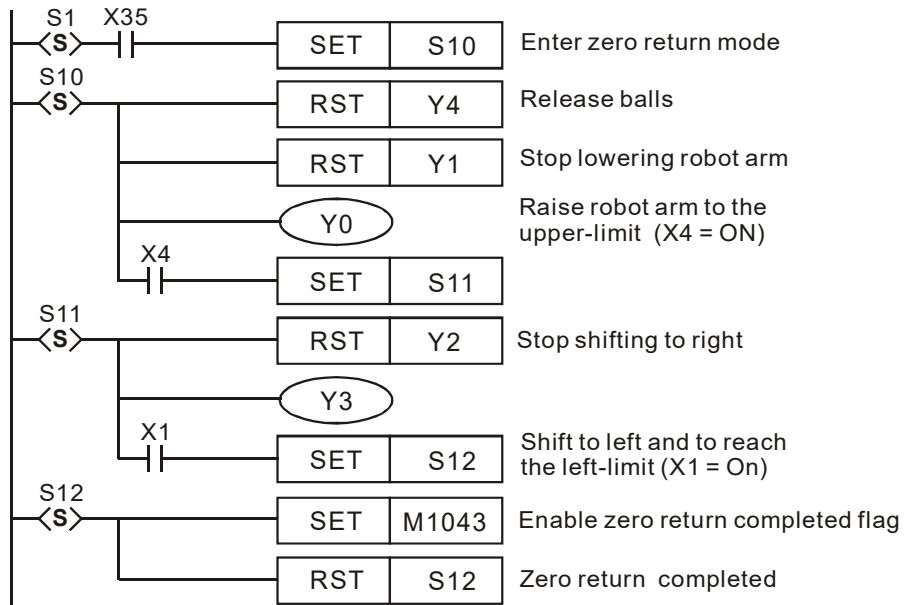 S1 X35
S SET S10 Enter zero return mode
S10
S RST Y4 Release balls
RST Y1 Stop lowering robot arm
Y0 Raise robot arm to the
upper-limit (X4 = ON)
X4
SET S11
S11
S RST Y2 Stop shifting to right
Y3
X1
SET S12 Shift to left and to reach
the left-limit (X1 = On)
S12
S SET M1043 Enable zero return completed flag
RST S12 Zero return completed